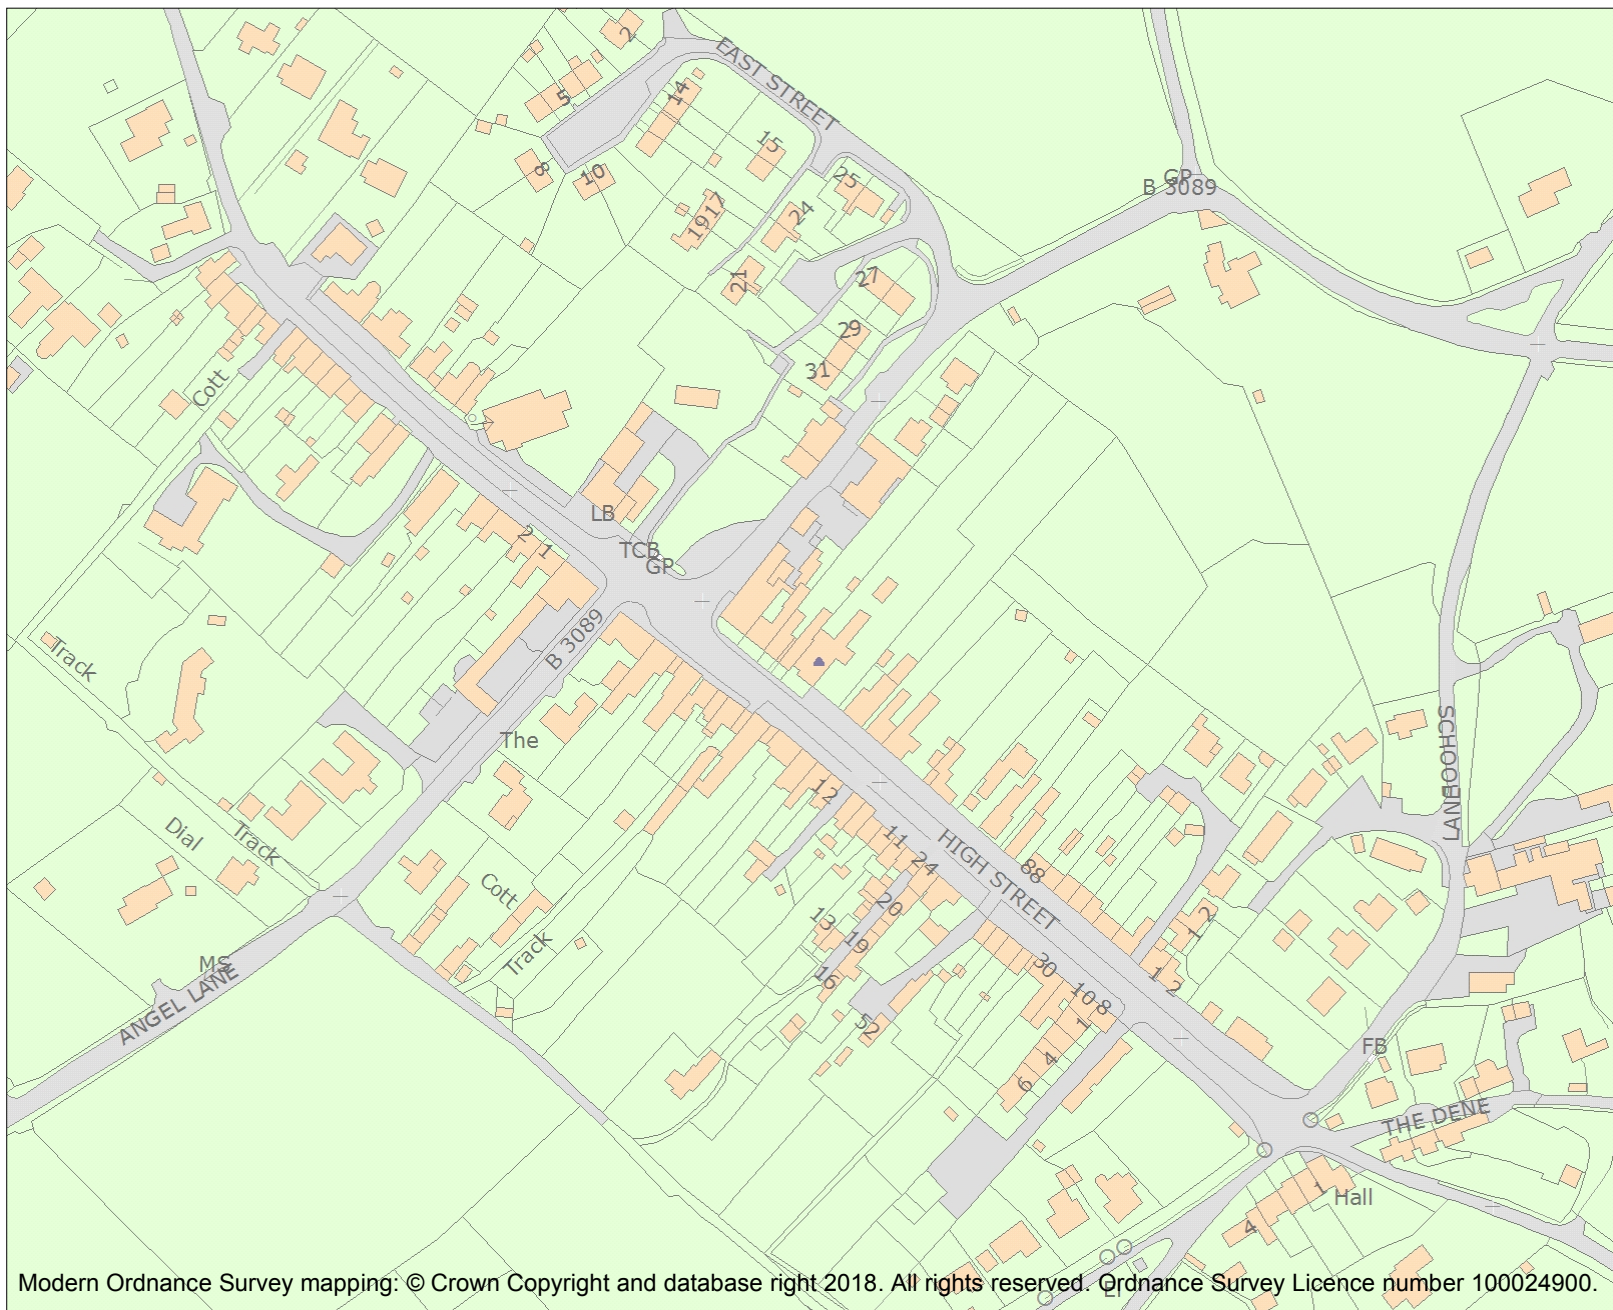 2
EAST STREET
5
14
15
8
10
25
GP
B 3089
24
1917
21
27
29
31
Cott
LB
2 1
TCB
GP
B 3089
Track
The
SCHOOL
LANE
12
Dial
Track
11
24
HIGH STREET
88
Cott
20
13
19
16
Track
1 2
30
1 2
MS
ANGEL LANE
52
10 8
1
4
6
FB
THE DENE
1
Hall
4
El
Modern Ordnance Survey mapping: © Crown Copyright and database right 2018. All rights reserved. Ordnance Survey Licence number 100024900.